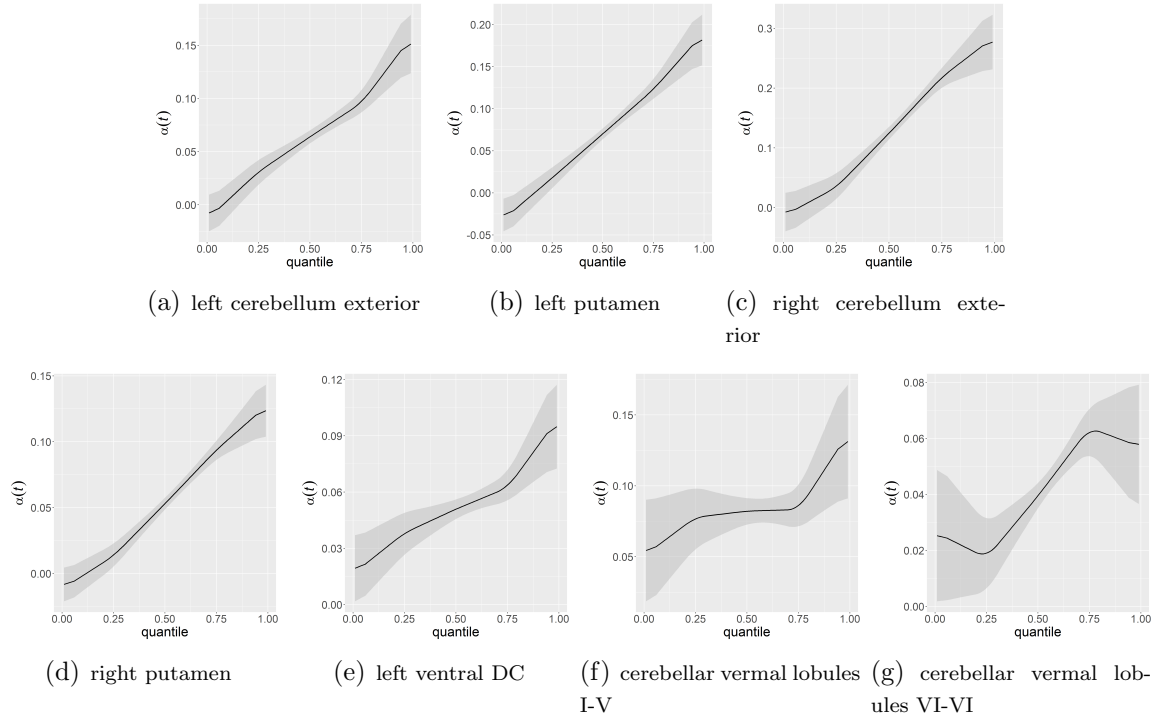 0.15
0.10
0.05
0.00
α(t)
0.00 0.25 0.50 0.75 1.00
quantile
(a) left cerebellum exterior
0.20
0.15
0.10
0.05
0.00
-0.05
α(t)
0.00 0.25 0.50 0.75 1.00
quantile
(b) left putamen
0.3
0.2
0.1
0.0
α(t)
0.00 0.25 0.50 0.75 1.00
quantile
(c) right cerebellum exte-
rior
0.15
0.10
0.05
0.00
α(t)
0.00 0.25 0.50 0.75 1.00
quantile
(d) right putamen
0.12
0.09
0.06
0.03
0.00
α(t)
0.00 0.25 0.50 0.75 1.00
quantile
(e) left ventral DC
0.15
0.10
0.05
α(t)
0.00 0.25 0.50 0.75 1.00
quantile
(f) cerebellar vermal lobules
I-V
0.08
0.06
0.04
0.02
0.00
α(t)
0.00 0.25 0.50 0.75 1.00
quantile
(g) cerebellar vermal lob-
ules VI-VI